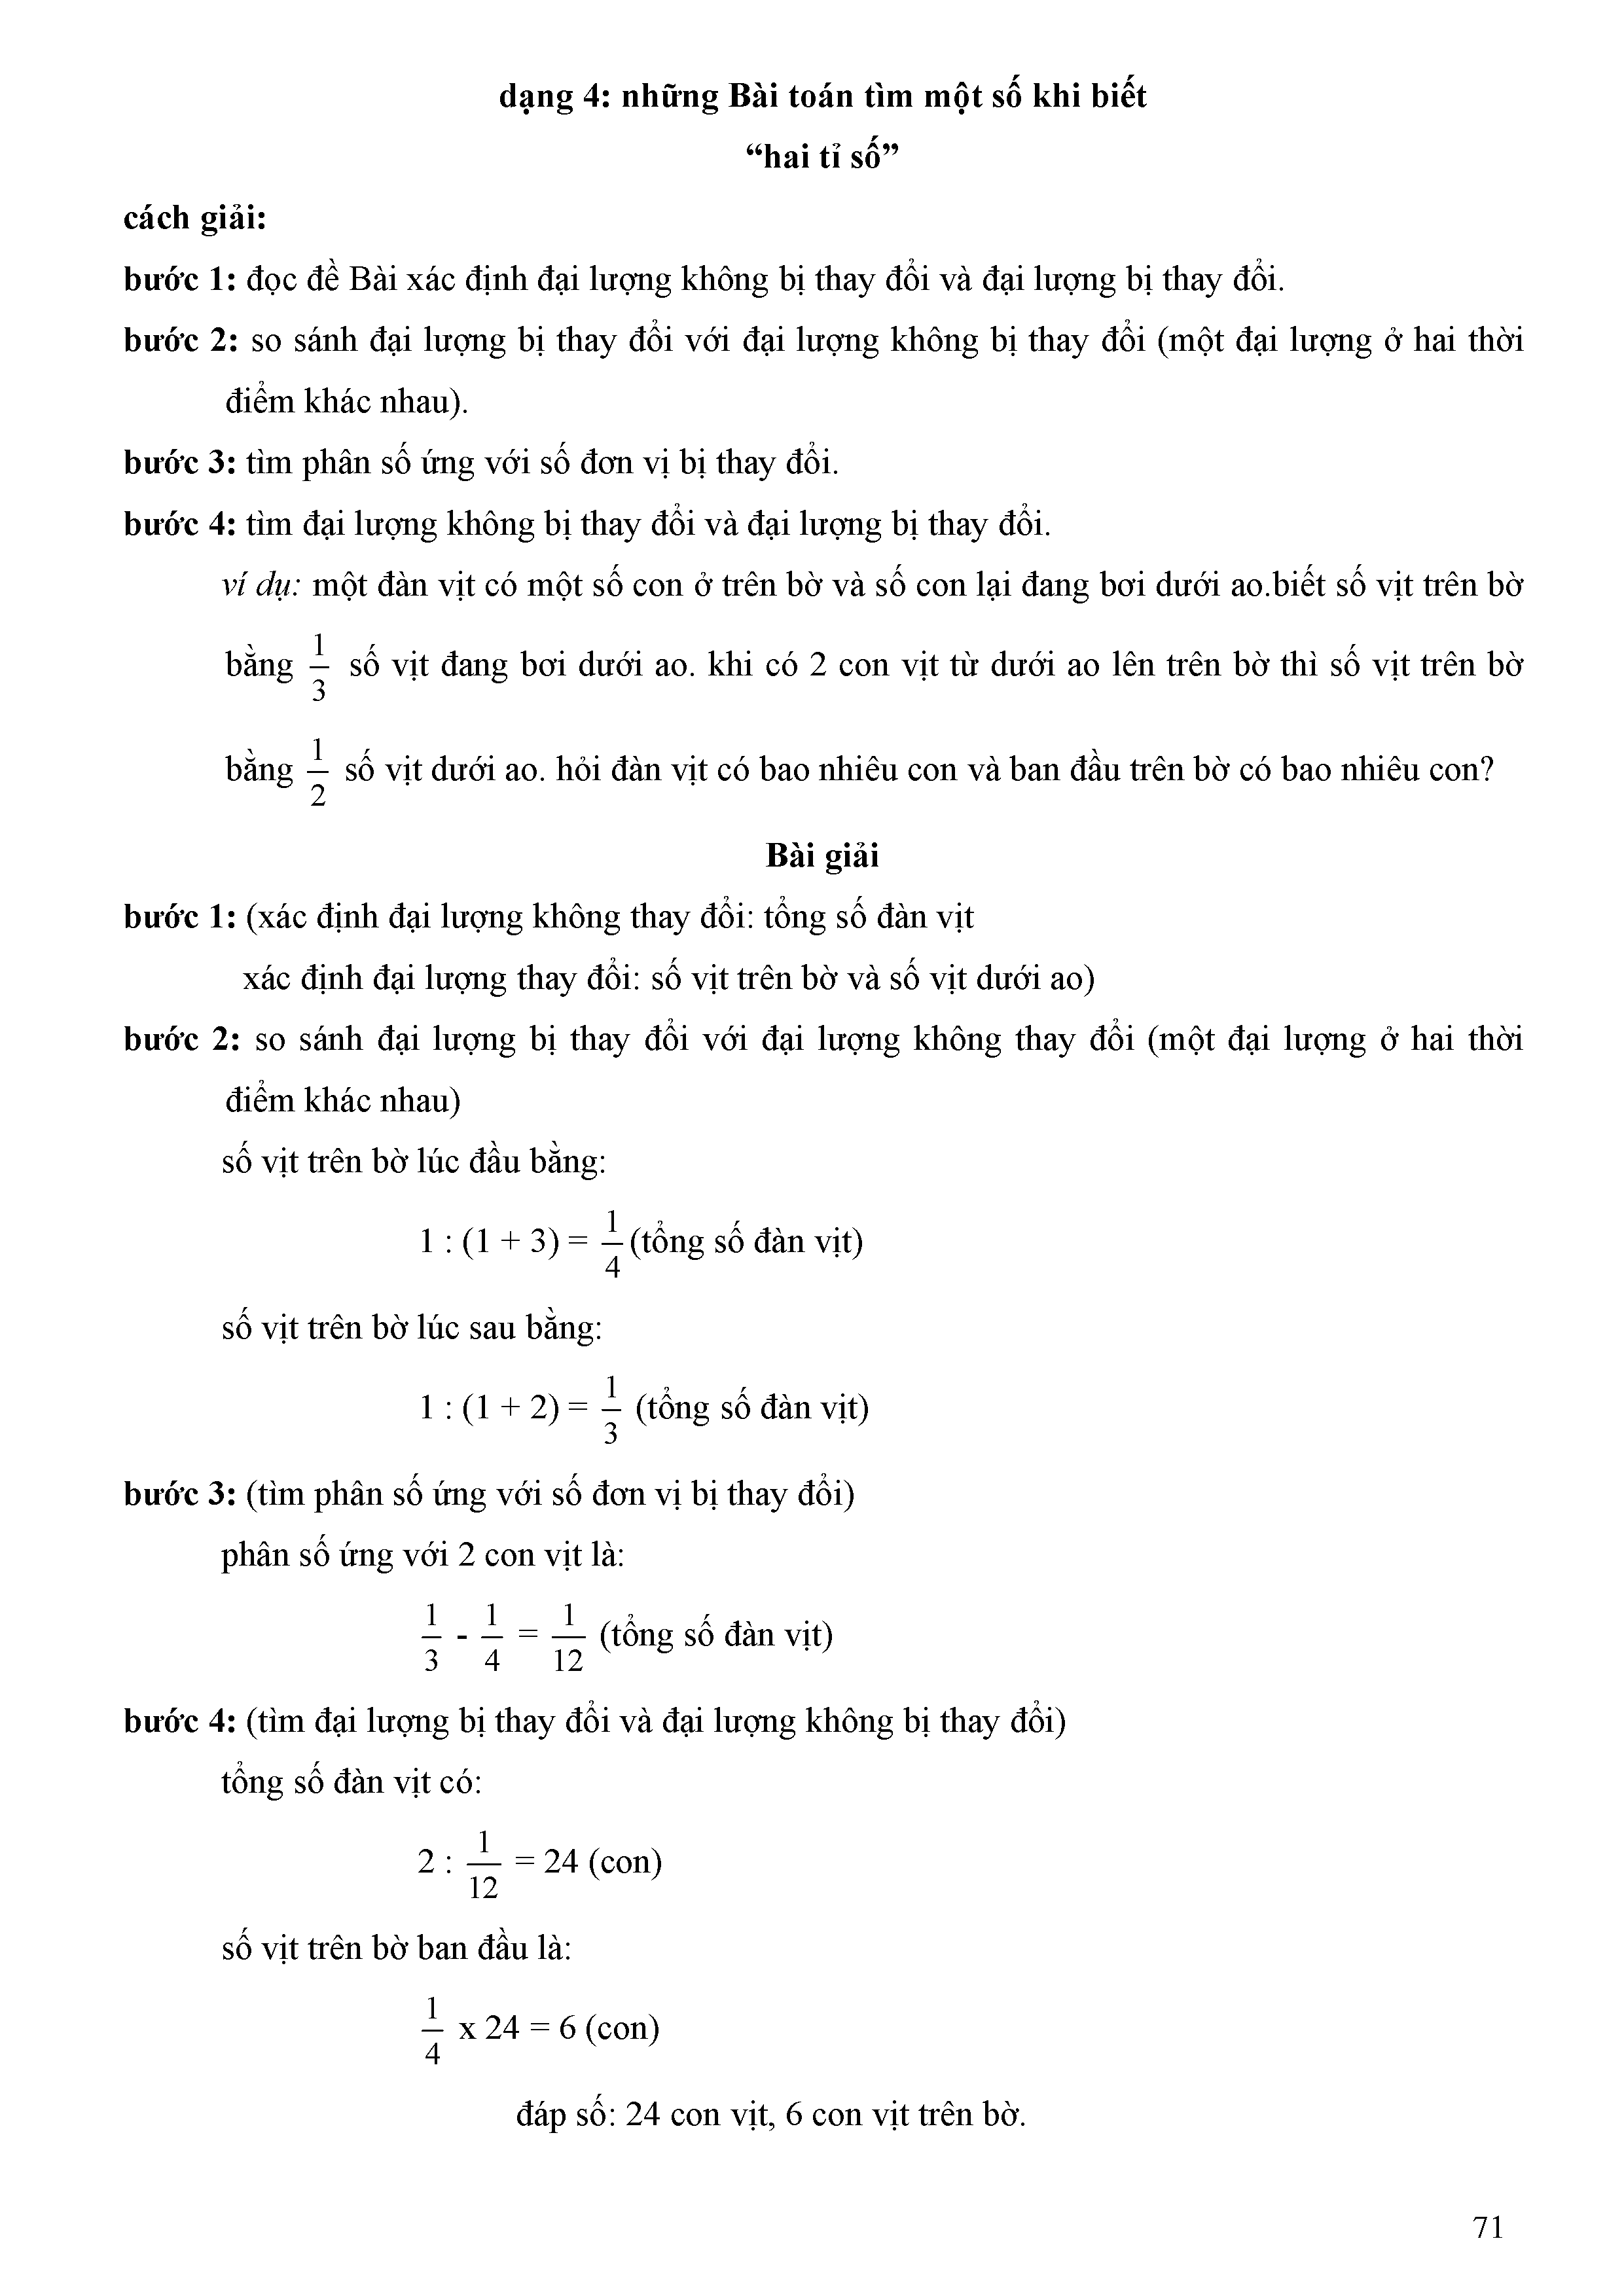 dạng 4: những Bài toán tìm một số khi biết
“hai tỉ số”
cách giải:
bước 1: đọc đề Bài xác định đại lượng không bị thay đổi và đại lượng bị thay đổi.
bước 2: so sánh đại lượng bị thay đổi với đại lượng không bị thay đổi (một đại lượng ở hai thời
điểm khác nhau).
bước 3: tìm phân số ứng với số đơn vị bị thay đổi.
bước 4: tìm đại lượng không bị thay đổi và đại lượng bị thay đổi.
ví dụ: một đàn vịt có một số con ở trên bờ và số con lại đang bơi dưới ao.biết số vịt trên bờ
bằng 1/3 số vịt đang bơi dưới ao. khi có 2 con vịt từ dưới ao lên trên bờ thì số vịt trên bờ
bằng 1/2 số vịt dưới ao. hỏi đàn vịt có bao nhiêu con và ban đầu trên bờ có bao nhiêu con?
Bài giải
bước 1: (xác định đại lượng không thay đổi: tổng số đàn vịt
xác định đại lượng thay đổi: số vịt trên bờ và số vịt dưới ao)
bước 2: so sánh đại lượng bị thay đổi với đại lượng không thay đổi (một đại lượng ở hai thời
điểm khác nhau)
số vịt trên bờ lúc đầu bằng:
1 : (1 + 3) = 1/4 (tổng số đàn vịt)
số vịt trên bờ lúc sau bằng:
1 : (1 + 2) = 1/3 (tổng số đàn vịt)
bước 3: (tìm phân số ứng với số đơn vị bị thay đổi)
phân số ứng với 2 con vịt là:
1/3 - 1/4 = 1/12 (tổng số đàn vịt)
bước 4: (tìm đại lượng bị thay đổi và đại lượng không bị thay đổi)
tổng số đàn vịt có:
2 : 1/12 = 24 (con)
số vịt trên bờ ban đầu là:
1/4 x 24 = 6 (con)
đáp số: 24 con vịt, 6 con vịt trên bờ.
71